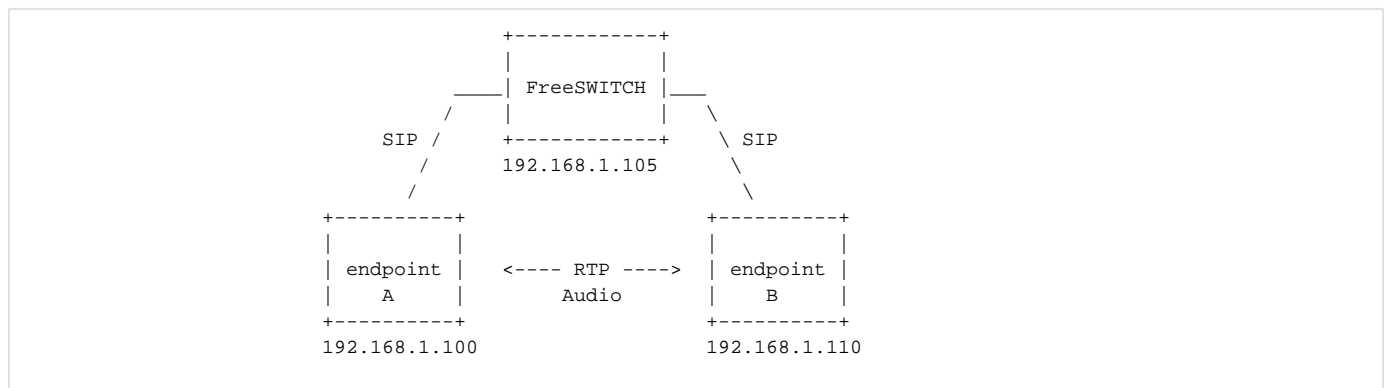 FreeSWITCH
SIP SIP
192.168.1.105
endpoint <---- RTP ----> endpoint
A Audio B
192.168.1.100 192.168.1.110